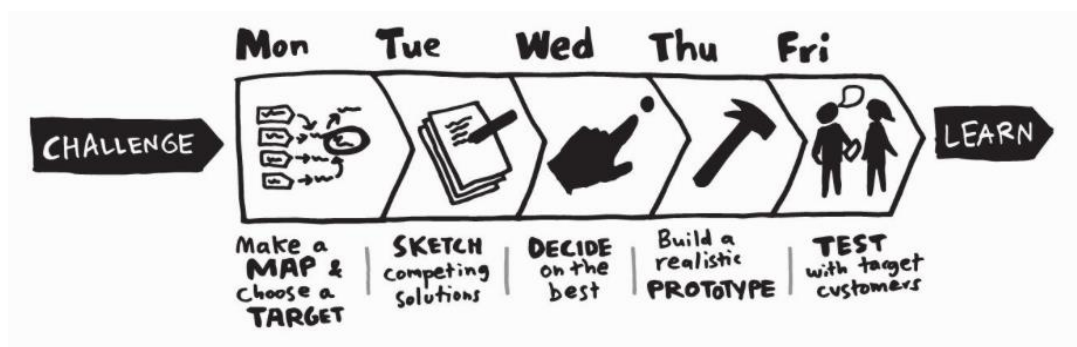 Mon Tue Wed Thu Fri
CHALLENGE
LEARN
Make a
MAP &
choose a
TARGET
SKETCH
competing
solutions
DECIDE
on the
best
Build a
realistic
PROTOTYPE
TEST
with target
customers